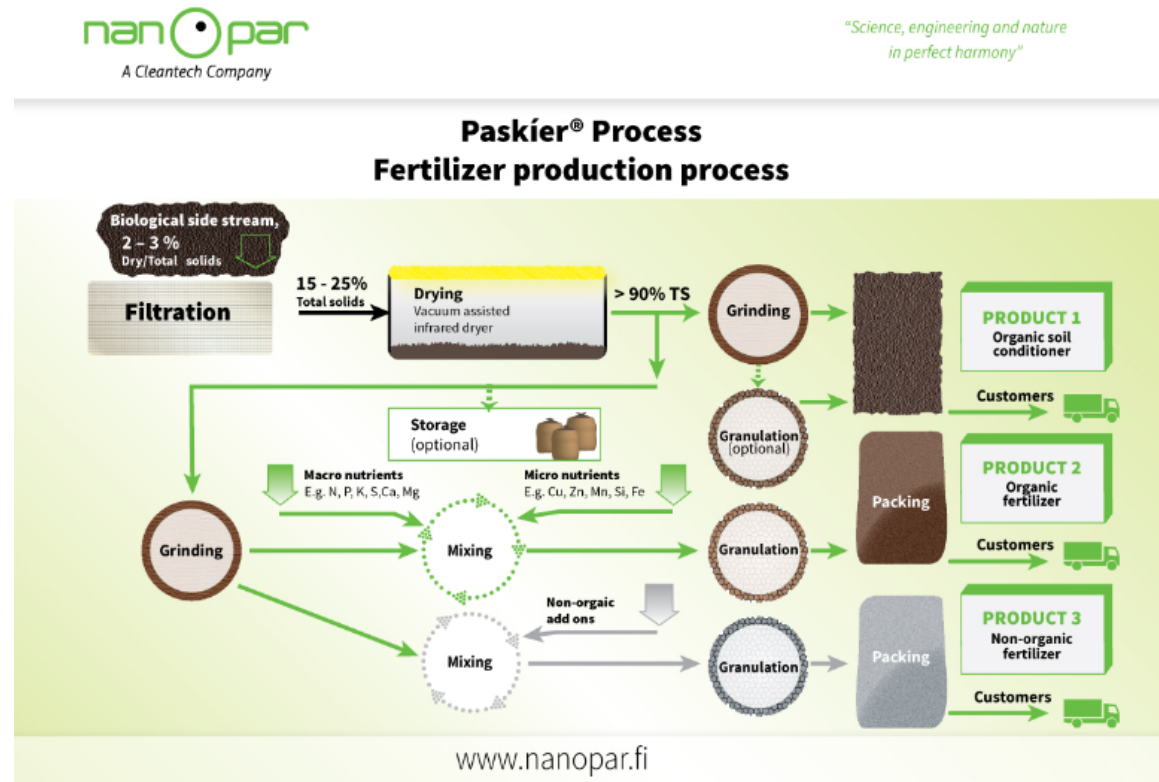 nanopar
A Cleantech Company
“Science, engineering and nature
in perfect harmony”
Paskíer® Process
Fertilizer production process
Biological side stream,
2 – 3 %
Dry/Total solids
Filtration
15 - 25%
Total solids
Drying
Vacuum assisted
infrared dryer
> 90% TS
Grinding
PRODUCT 1
Organic soil
conditioner
Customers
Storage
(optional)
Granulation
(optional)
Macro nutrients
E.g. N, P, K, S,Ca, Mg
Micro nutrients
E.g. Cu, Zn, Mn, Si, Fe
PRODUCT 2
Organic
fertilizer
Grinding
Mixing
Granulation
Packing
Customers
Non-orgaic
add ons
Mixing
Granulation
Packing
PRODUCT 3
Non-organic
fertilizer
Customers
www.nanopar.fi